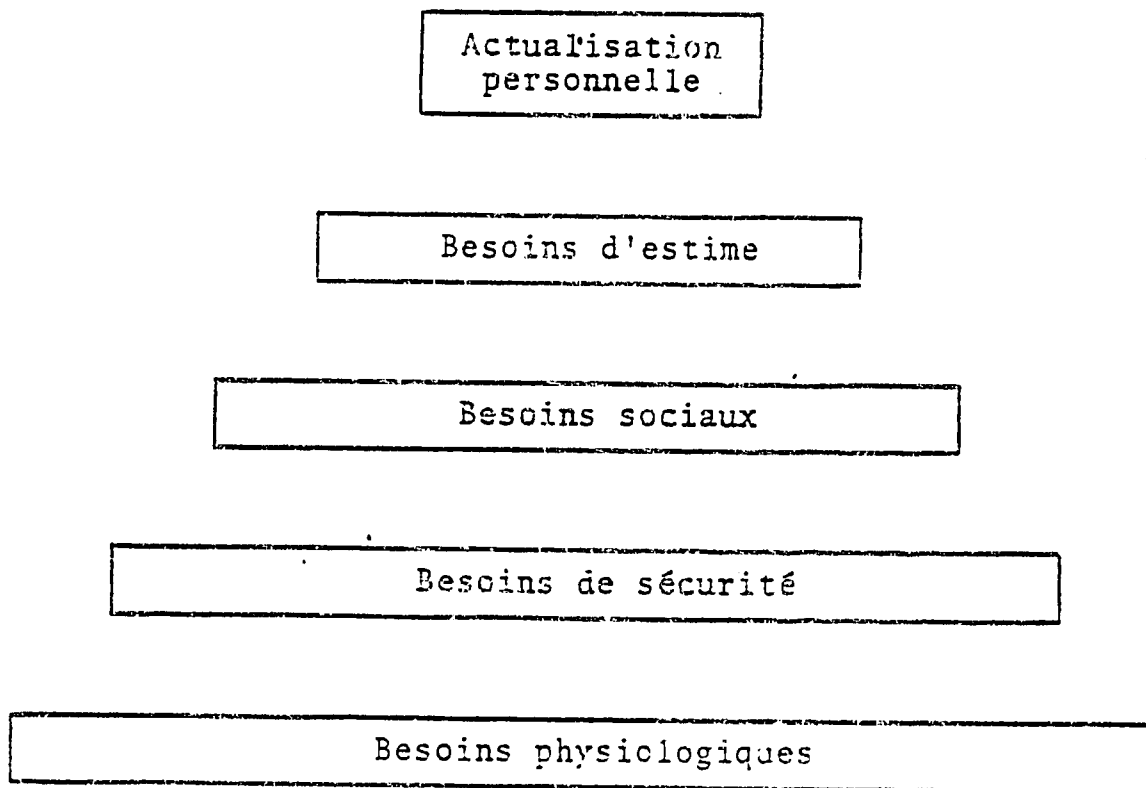 Actualisation
personnelle
Besoins d'estime
Besoins sociaux
Besoins de sécurité
Besoins physiologiques